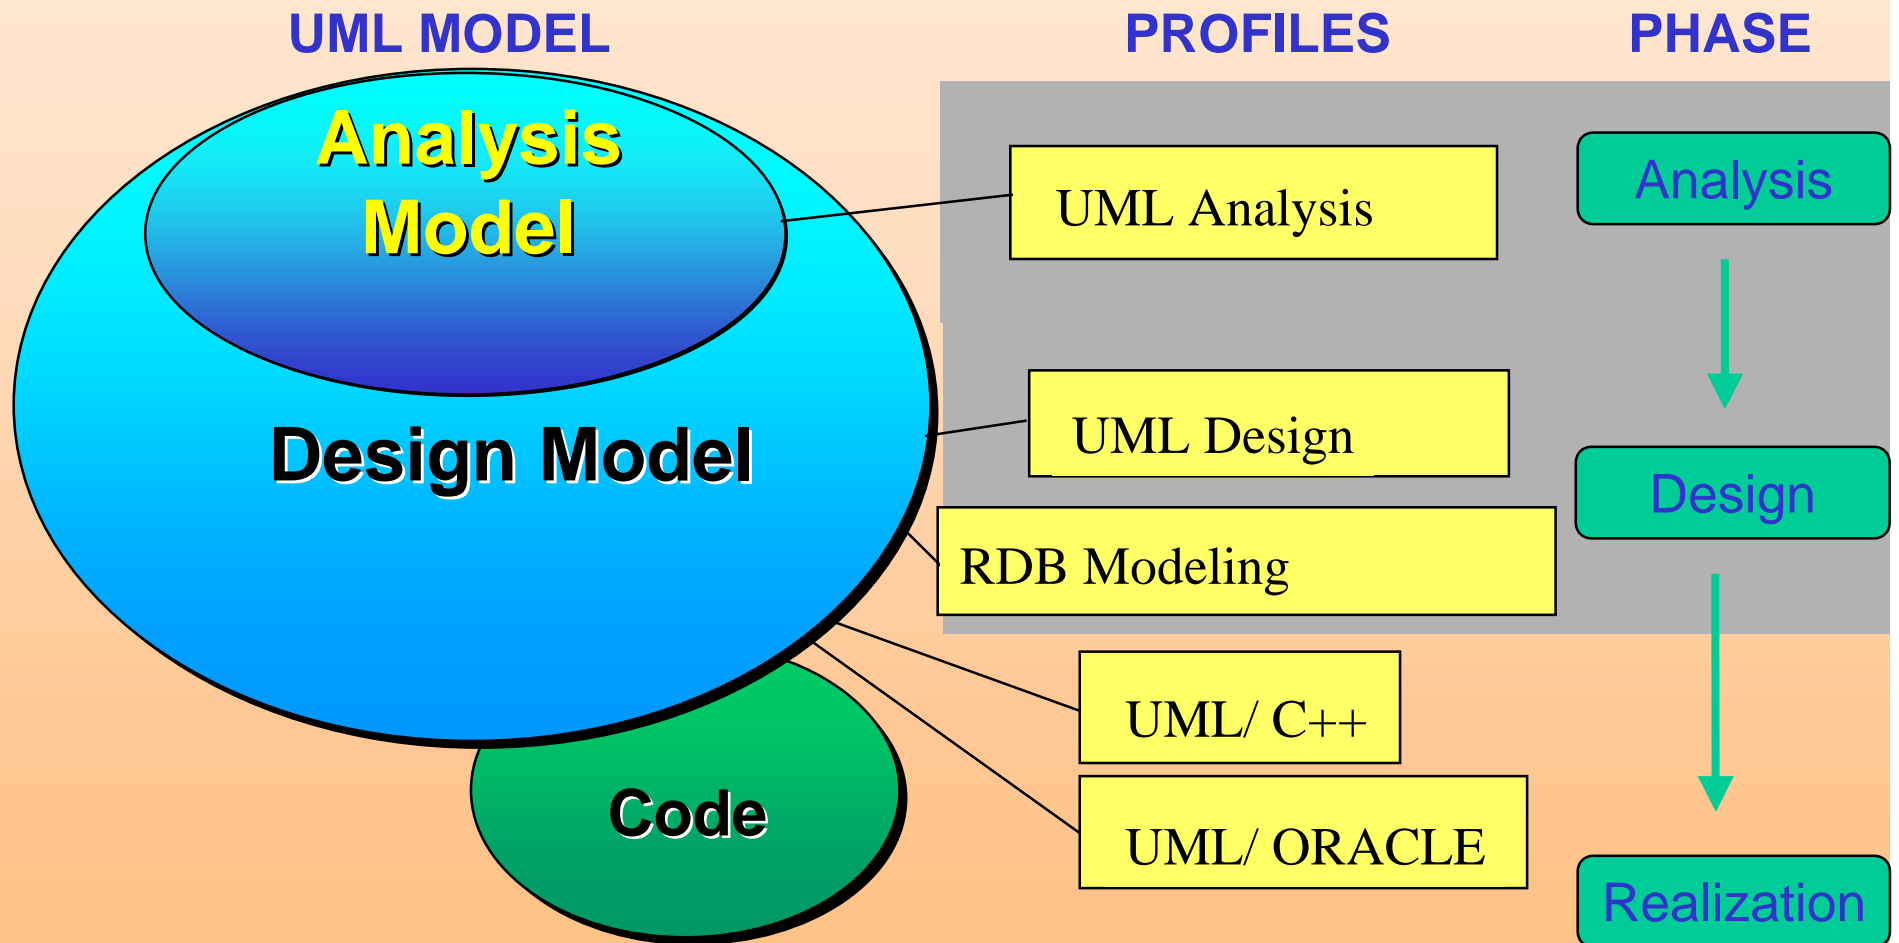 UML MODEL
PROFILES
PHASE
Analysis
Model
UML Analysis
Analysis
Design Model
UML Design
Design
RDB Modeling
UML/ C++
Code
UML/ ORACLE
Realization